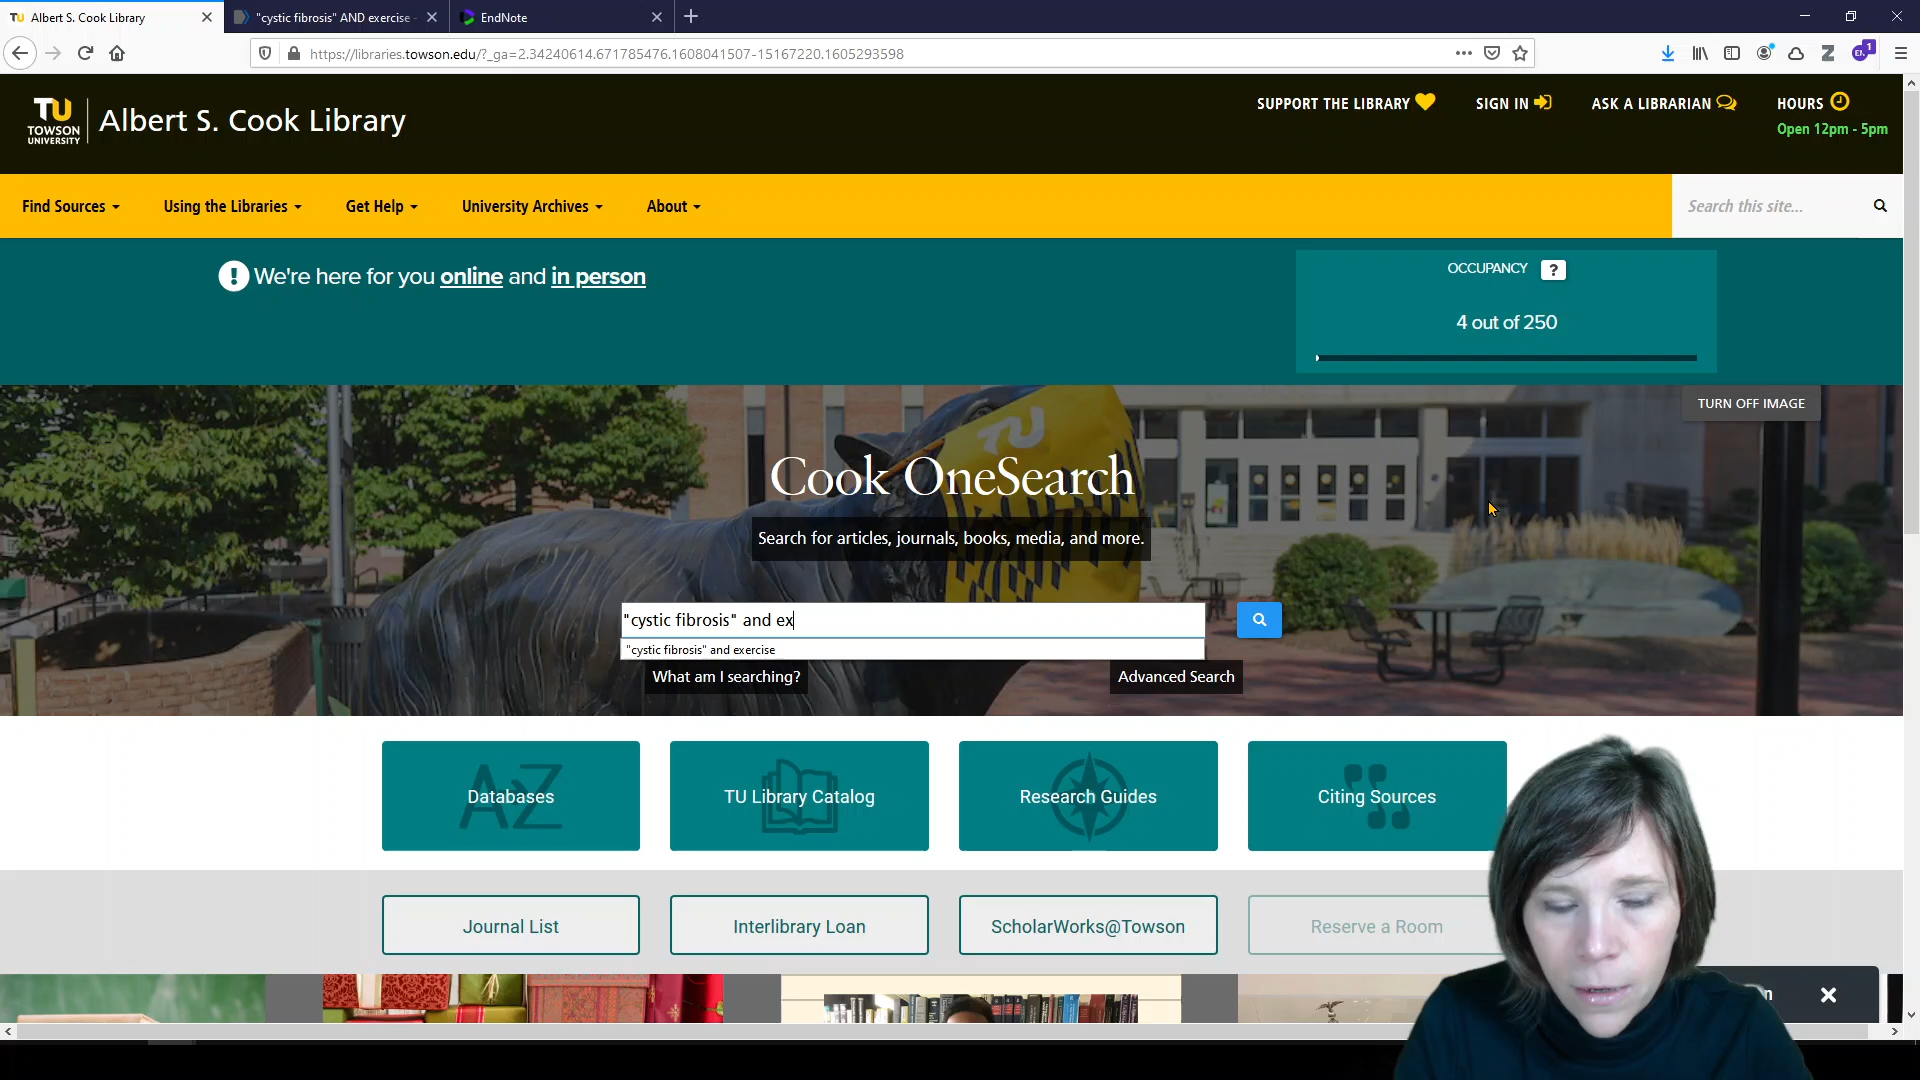 Albert S. Cook Library
"cystic fibrosis" AND exercise -
EndNote
https://libraries.towson.edu/?_ga=2.34240614.671785476.1608041507-15167220.1605293598
1
TU
TOWSON
UNIVERSITY
Albert S. Cook Library
SUPPORT THE LIBRARY
SIGN IN
ASK A LIBRARIAN
HOURS
Open 12pm - 5pm
Find Sources
Using the Libraries
Get Help
University Archives
About
Search this site...
We're here for you online and in person
OCCUPANCY ?
4 out of 250
TURN OFF IMAGE
TU
Cook OneSearch
Search for articles, journals, books, media, and more.
"cystic fibrosis" and ex
"cystic fibrosis" and exercise
What am I searching?
Advanced Search
Databases
TU Library Catalog
Research Guides
Citing Sources
Journal List
Interlibrary Loan
ScholarWorks@Towson
Reserve a Room